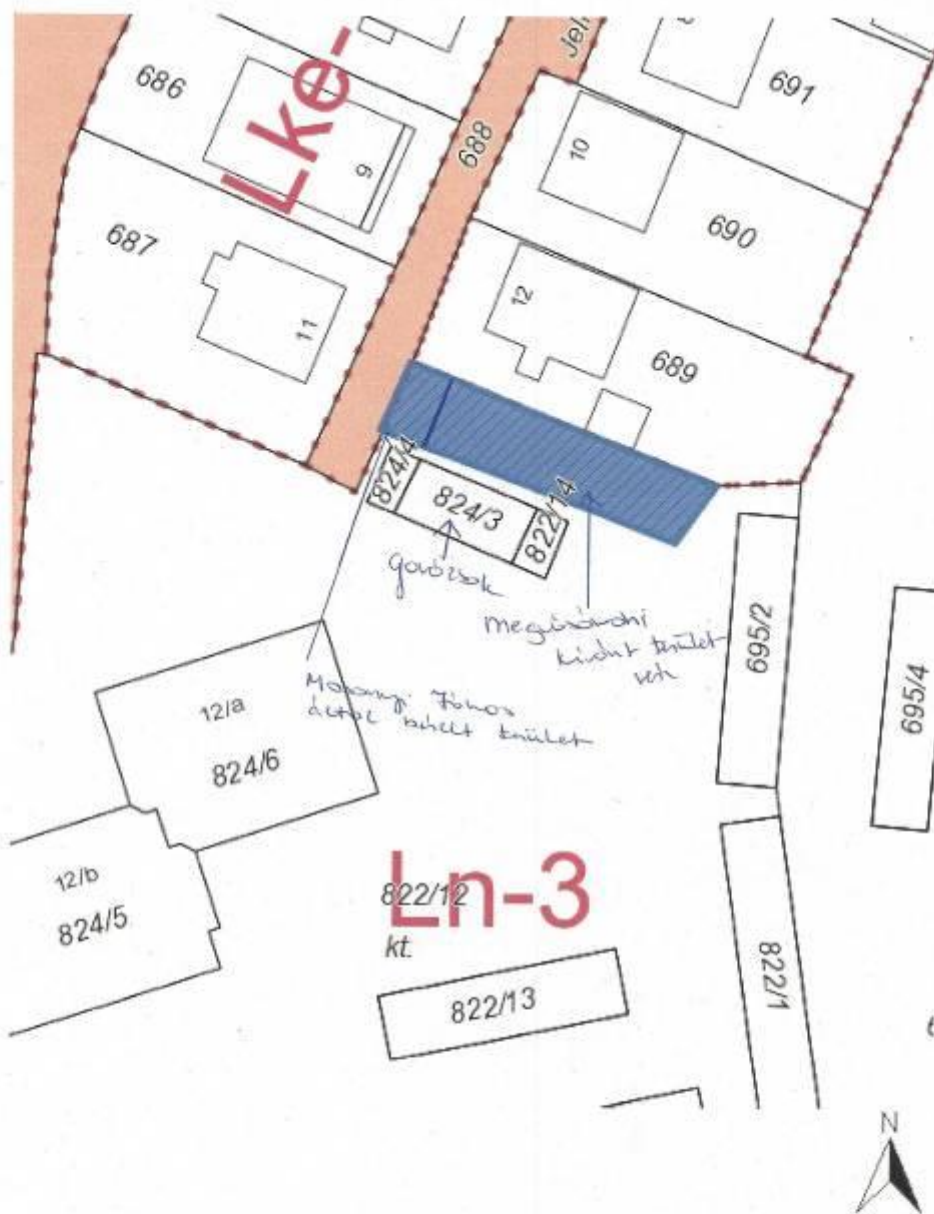 686
Lke-
9
688
Jelh
691
10
690
687
11
12
689
824/4
824/3
822/14
garázsok
megvásárolni
kívánt terület
695/2
695/4
12/a
824/6
János
által bérelt terület
12/b
824/5
822/12
Ln-3
kt.
822/13
822/1
N